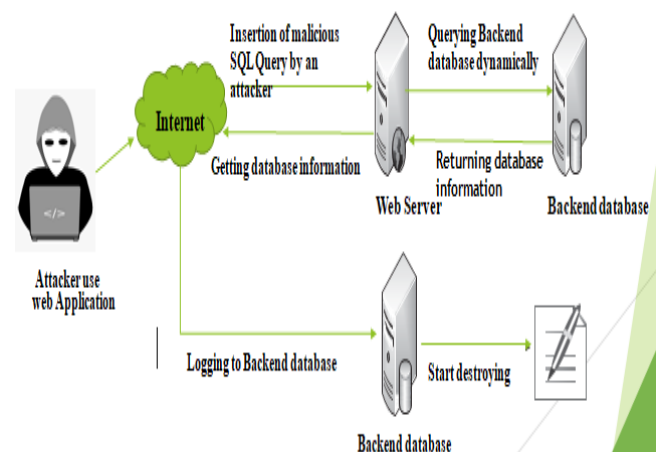 Insertion of malicious
SQL Query by an
attacker
Querying Backend
database dynamically
Internet
Getting database information
Returning database
information
Web Server
Backend database
</>
Attacker use
web Application
Logging to Backend database
Start destroying
Backend database